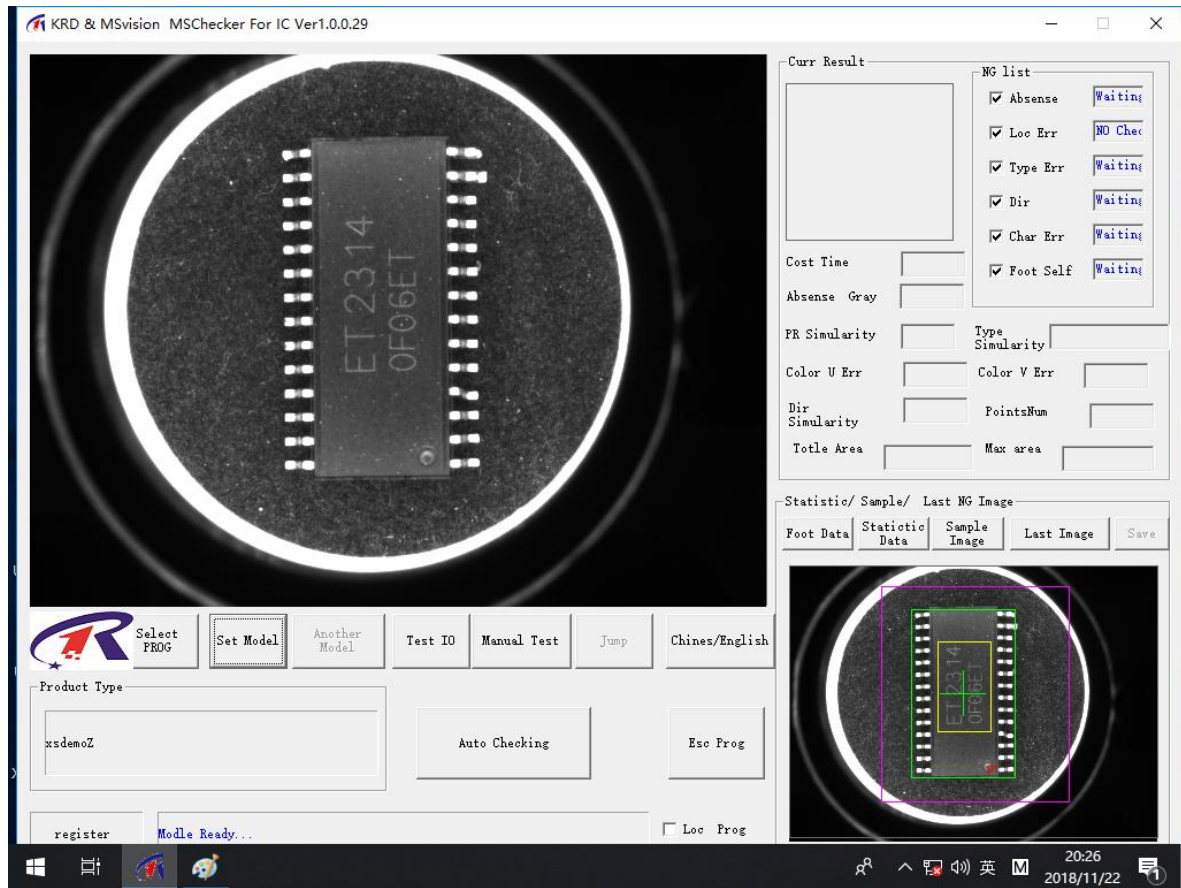 KRD & MSvision MSChecker For IC Ver1.0.0.29
ET2314
0F06ET
Curr Result
NG list
Absense Waiting
Loc Err NO Chec
Type Err Waiting
Dir Waiting
Char Err Waiting
Foot Self Waiting
Cost Time
Absense Gray
PR Simularity
Type
Simularity
Color U Err
Color V Err
Dir
Simularity
PointsNum
Totle Area
Max area
Statistic/ Sample/ Last NG Image
Foot Data
Statictic
Data
Sample
Image
Last Image
Save
ET2314
0F06ET
Select
PROG
Set Model
Another
Model
Test IO
Manual Test
Jump
Chines/English
Product Type
xsdemoZ
Auto Checking
Esc Prog
register
Modle Ready...
Loc Prog
英
M
20:26
2018/11/22
1